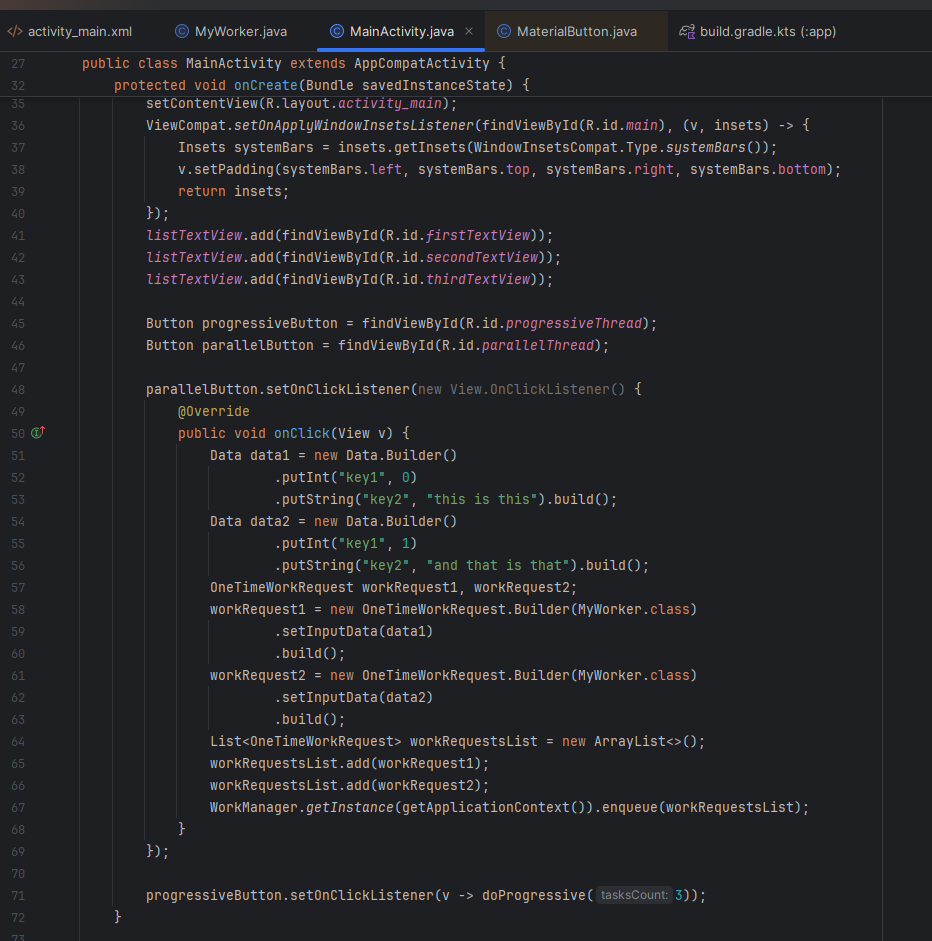 activity_main.xml MyWorker.java MainActivity.java MaterialButton.java build.gradle.kts (:app)
27 public class MainActivity extends AppCompatActivity {
32 protected void onCreate(Bundle savedInstanceState) {
35 setContentView(R.layout.activity_main);
36 ViewCompat.setOnApplyWindowInsetsListener(findViewById(R.id.main), (v, insets) -> {
37 Insets systemBars = insets.getInsets(WindowInsetsCompat.Type.systemBars());
38 v.setPadding(systemBars.left, systemBars.top, systemBars.right, systemBars.bottom);
39 return insets;
40 });
41 listTextView.add(findViewById(R.id.firstTextView));
42 listTextView.add(findViewById(R.id.secondTextView));
43 listTextView.add(findViewById(R.id.thirdTextView));
44
45 Button progressiveButton = findViewById(R.id.progressiveThread);
46 Button parallelButton = findViewById(R.id.parallelThread);
47
48 parallelButton.setOnClickListener(new View.OnClickListener() {
49 @Override
50 public void onClick(View v) {
51 Data data1 = new Data.Builder()
52 .putInt("key1", 0)
53 .putString("key2", "this is this").build();
54 Data data2 = new Data.Builder()
55 .putInt("key1", 1)
56 .putString("key2", "and that is that").build();
57 OneTimeWorkRequest workRequest1, workRequest2;
58 workRequest1 = new OneTimeWorkRequest.Builder(MyWorker.class)
59 .setInputData(data1)
60 .build();
61 workRequest2 = new OneTimeWorkRequest.Builder(MyWorker.class)
62 .setInputData(data2)
63 .build();
64 List<OneTimeWorkRequest> workRequestsList = new ArrayList<>();
65 workRequestsList.add(workRequest1);
66 workRequestsList.add(workRequest2);
67 WorkManager.getInstance(getApplicationContext()).enqueue(workRequestsList);
68 }
69 });
70
71 progressiveButton.setOnClickListener(v -> doProgressive( tasksCount: 3));
72 }
73